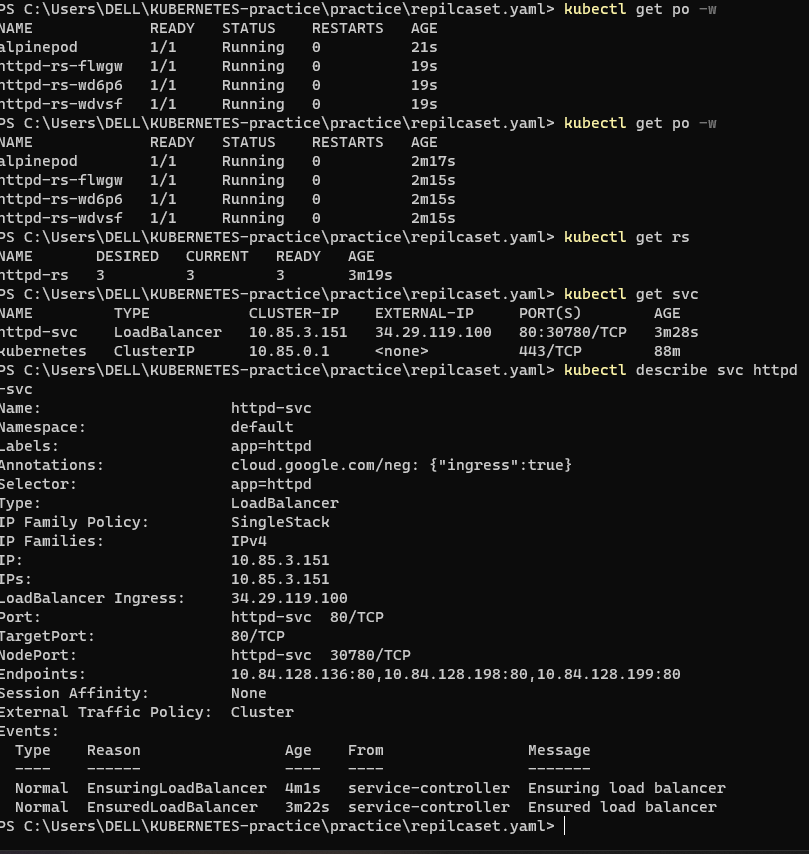 PS C:\Users\DELL\KUBERNETES-practice\practice\repilcaset.yaml> kubectl get po -w
NAME             READY   STATUS    RESTARTS   AGE
alpinepod        1/1     Running   0          21s
httpd-rs-flwgw   1/1     Running   0          19s
httpd-rs-wd6p6   1/1     Running   0          19s
httpd-rs-wdvsf   1/1     Running   0          19s
PS C:\Users\DELL\KUBERNETES-practice\practice\repilcaset.yaml> kubectl get po -w
NAME             READY   STATUS    RESTARTS   AGE
alpinepod        1/1     Running   0          2m17s
httpd-rs-flwgw   1/1     Running   0          2m15s
httpd-rs-wd6p6   1/1     Running   0          2m15s
httpd-rs-wdvsf   1/1     Running   0          2m15s
PS C:\Users\DELL\KUBERNETES-practice\practice\repilcaset.yaml> kubectl get rs
NAME       DESIRED   CURRENT   READY   AGE
httpd-rs   3         3         3       3m19s
PS C:\Users\DELL\KUBERNETES-practice\practice\repilcaset.yaml> kubectl get svc
NAME         TYPE           CLUSTER-IP    EXTERNAL-IP     PORT(S)        AGE
httpd-svc    LoadBalancer   10.85.3.151   34.29.119.100   80:30780/TCP   3m28s
kubernetes   ClusterIP      10.85.0.1     <none>          443/TCP        88m
PS C:\Users\DELL\KUBERNETES-practice\practice\repilcaset.yaml> kubectl describe svc httpd
-svc
Name:                     httpd-svc
Namespace:                default
Labels:                   app=httpd
Annotations:              cloud.google.com/neg: {"ingress":true}
Selector:                 app=httpd
Type:                     LoadBalancer
IP Family Policy:         SingleStack
IP Families:              IPv4
IP:                       10.85.3.151
IPs:                      10.85.3.151
LoadBalancer Ingress:     34.29.119.100
Port:                     httpd-svc  80/TCP
TargetPort:               80/TCP
NodePort:                 httpd-svc  30780/TCP
Endpoints:                10.84.128.136:80,10.84.128.198:80,10.84.128.199:80
Session Affinity:         None
External Traffic Policy:  Cluster
Events:
  Type    Reason                Age    From                Message
  ----    ------                ----   ----                -------
  Normal  EnsuringLoadBalancer  4m1s   service-controller  Ensuring load balancer
  Normal  EnsuredLoadBalancer   3m22s  service-controller  Ensured load balancer
PS C:\Users\DELL\KUBERNETES-practice\practice\repilcaset.yaml>